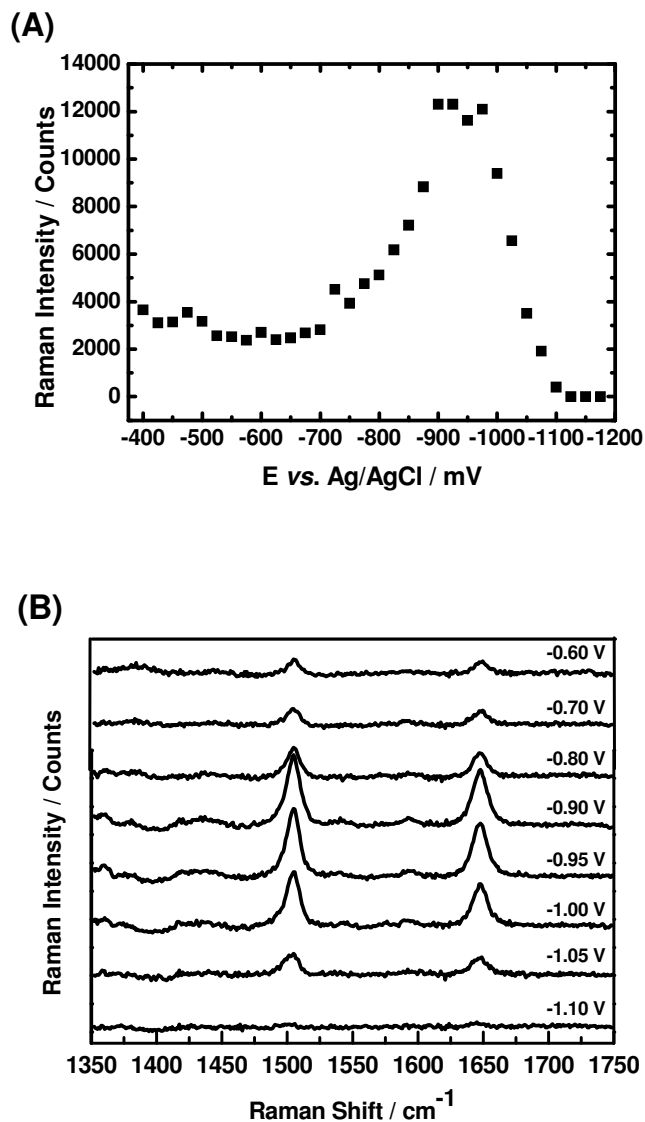 (A)
14000
12000
10000
8000
6000
4000
2000
0
Raman Intensity / Counts
-400 -500 -600 -700 -800 -900 -1000 -1100 -1200
E vs. Ag/AgCl / mV
(B)
-0.60 V
-0.70 V
-0.80 V
-0.90 V
-0.95 V
-1.00 V
-1.05 V
-1.10 V
Raman Intensity / Counts
1350 1400 1450 1500 1550 1600 1650 1700 1750
Raman Shift / cm-1